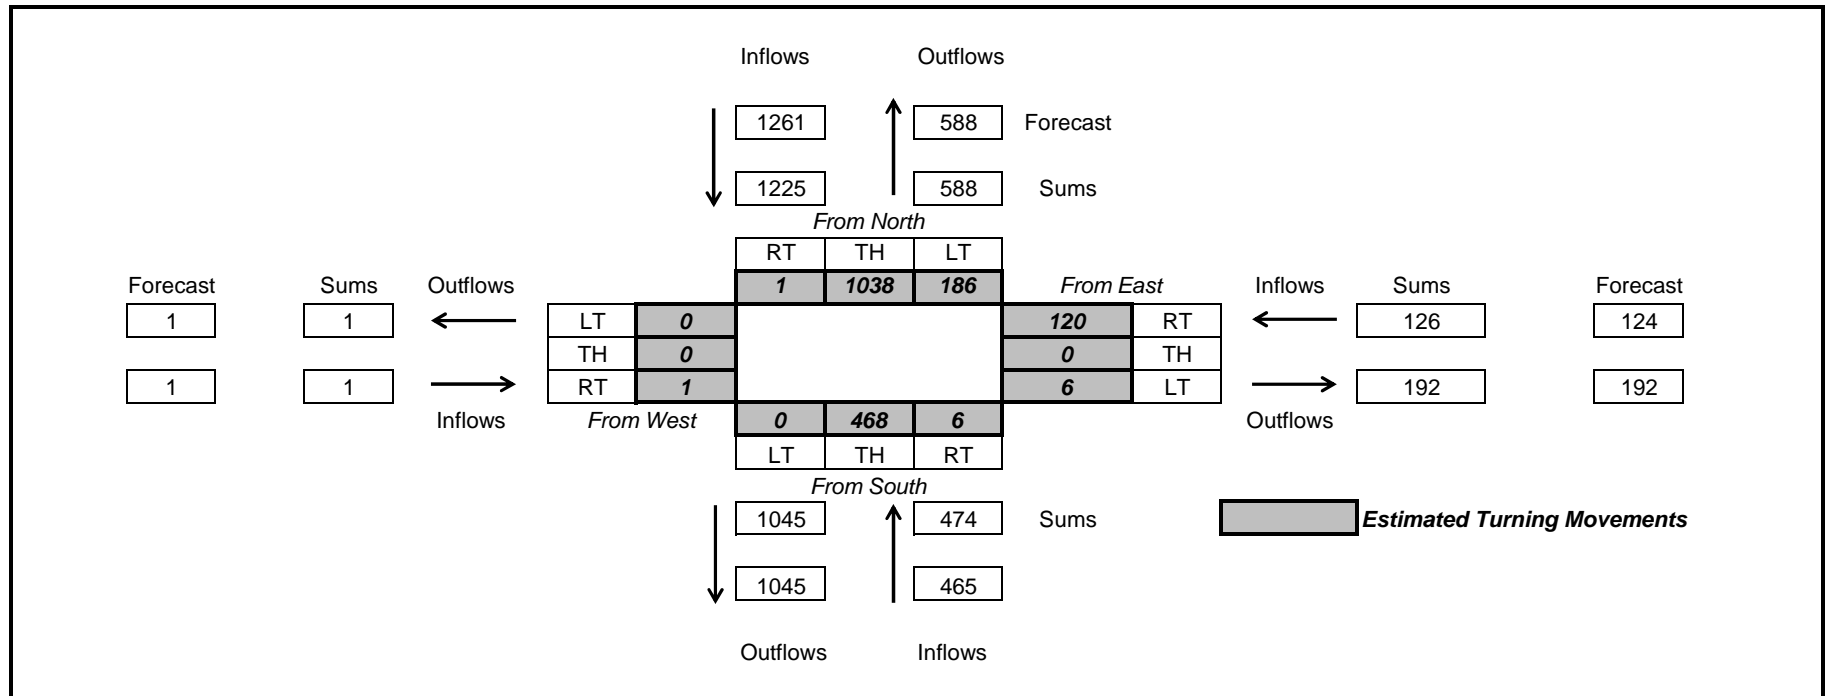 Inflows Outflows
1261 588 Forecast
1225 588 Sums
From North
RT TH LT
Forecast Sums Outflows 1 1038 186 From East Inflows Sums Forecast
1 1 LT 0 120 RT 126 124
TH 0 0 TH
1 1 RT 1 6 LT 192 192
Inflows From West 0 468 6 Outflows
LT TH RT
From South
1045 474 Sums Estimated Turning Movements
1045 465
Outflows Inflows